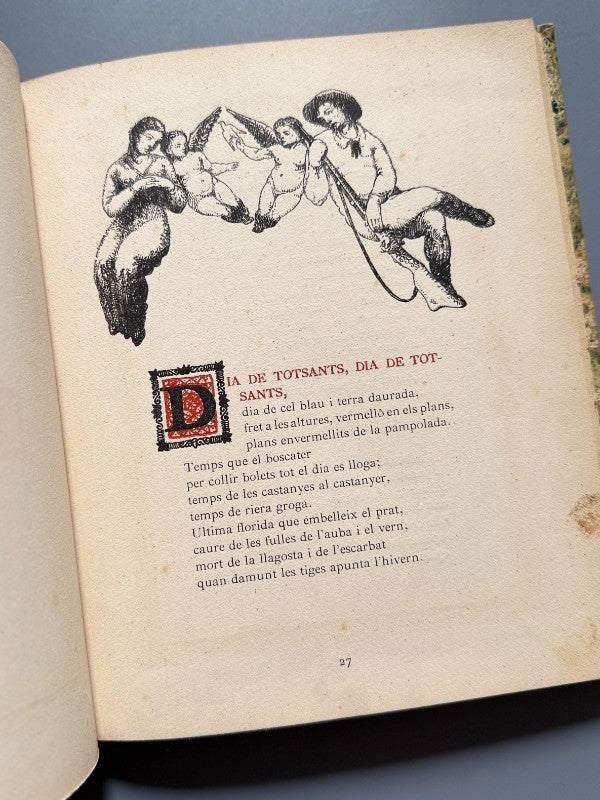 DIA DE TOTSANTS, DIA DE TOT-
SANTS,
dia de cel blau i terra daurada,
fret a les altures, vermellò en els plans,
plans envermellits de la pampolada.
Temps que el boscater
per collir bolets tot el dia es lloga;
temps de les castanyes al castanyer,
temps de riera groga.
Ultima florida que embelleix el prat,
caure de les fulles de l'auba i el vern,
mort de la llagosta i de l'escarbat
quan damunt les tiges apunta l'hivern.
27